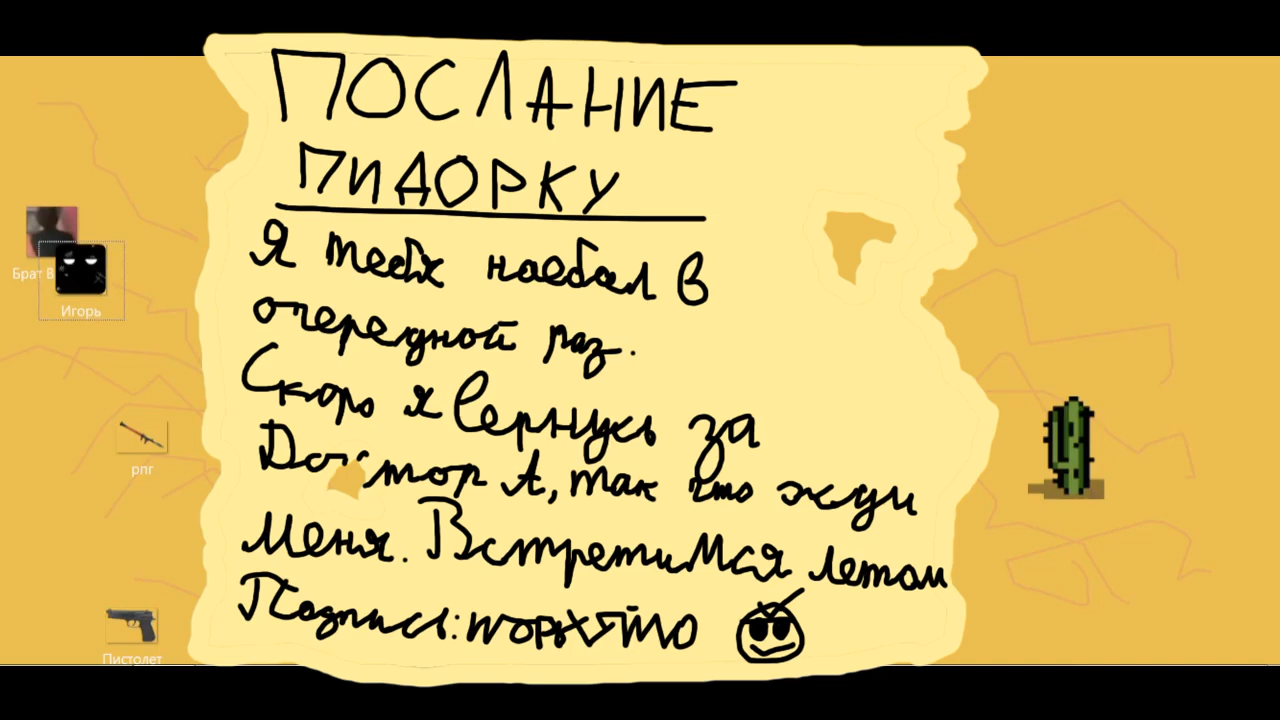 ПОСЛАНИЕ
ПИДОРКУ
Я тебя наебал в
очередной раз.
Скоро я вернусь за
Доктор А, так что жди
меня. Встретимся летом
Подпись:
Брат В
Игорь
рпг
Пистолет